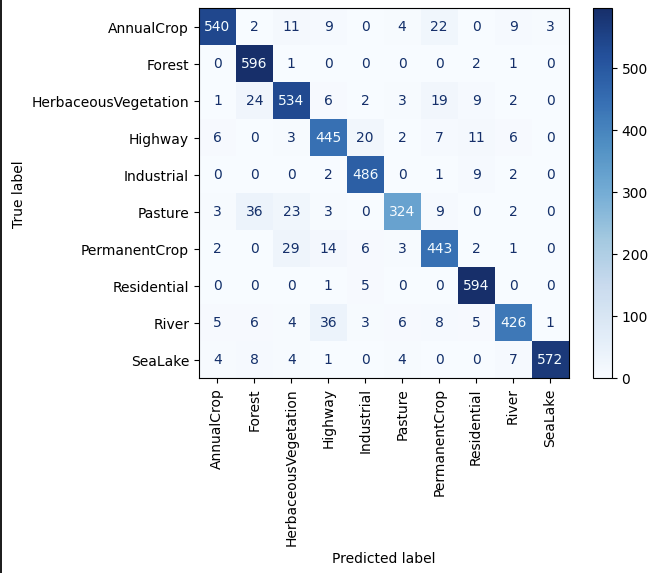 AnnualCrop 540 2 11 9 0 4 22 0 9 3
Forest 0 596 1 0 0 0 0 2 1 0
HerbaceousVegetation 1 24 534 6 2 3 19 9 2 0
Highway 6 0 3 445 20 2 7 11 6 0
Industrial 0 0 0 2 486 0 1 9 2 0
Pasture 3 36 23 3 0 324 9 0 2 0
PermanentCrop 2 0 29 14 6 3 443 2 1 0
Residential 0 0 0 1 5 0 0 594 0 0
River 5 6 4 36 3 6 8 5 426 1
SeaLake 4 8 4 1 0 4 0 0 7 572
True label
AnnualCrop
Forest
HerbaceousVegetation
Highway
Industrial
Pasture
PermanentCrop
Residential
River
SeaLake
Predicted label
500
400
300
200
100
0